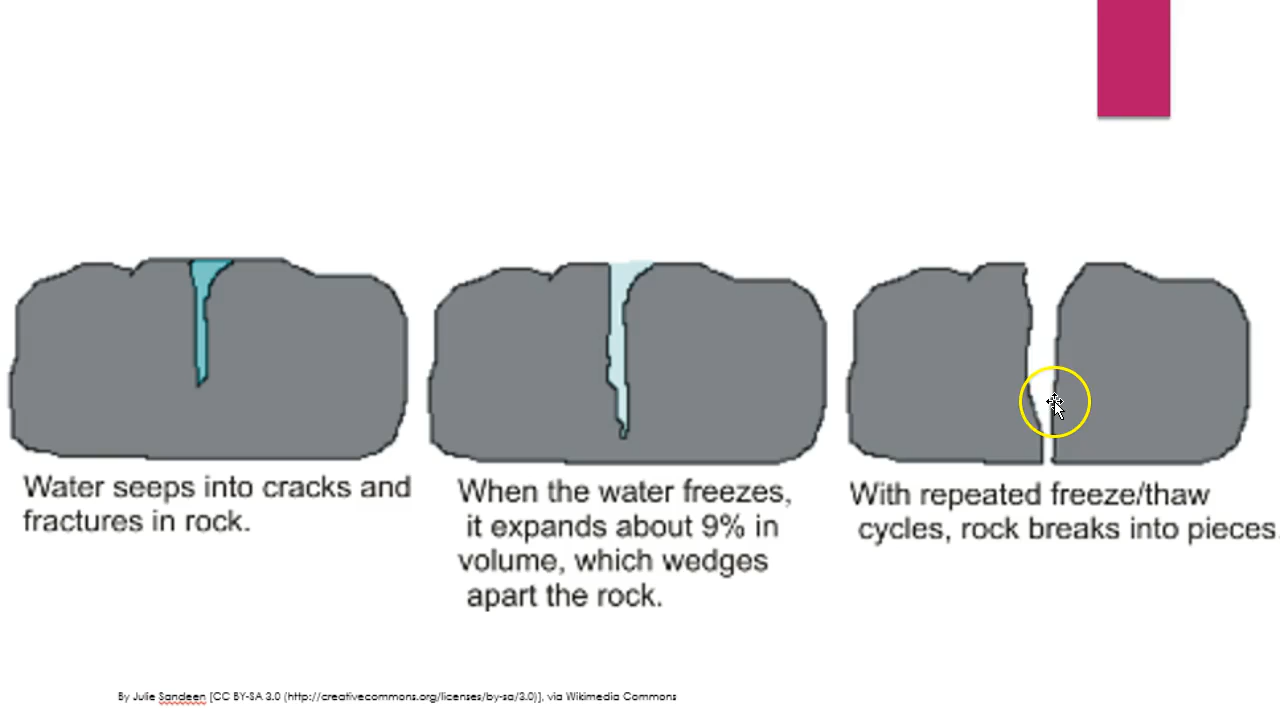 Water seeps into cracks and
fractures in rock.
When the water freezes,
it expands about 9% in
volume, which wedges
apart the rock.
With repeated freeze/thaw
cycles, rock breaks into pieces.
By Julie Sandeen [CC BY-SA 3.0 (http://creativecommons.org/licenses/by-sa/3.0)], via Wikimedia Commons